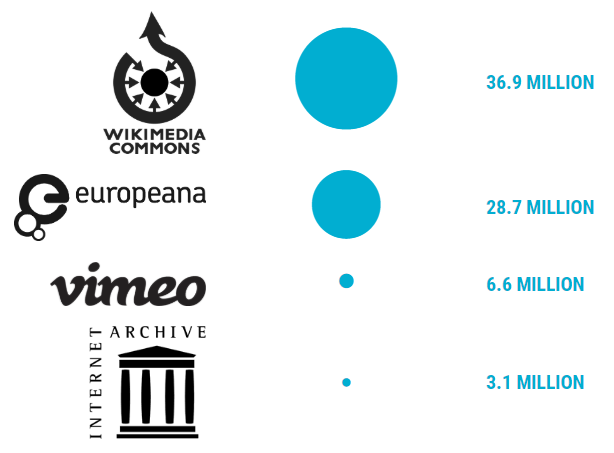 WIKIMEDIA
COMMONS
36.9 MILLION
europeana
28.7 MILLION
vimeo
6.6 MILLION
INTERNET ARCHIVE
3.1 MILLION